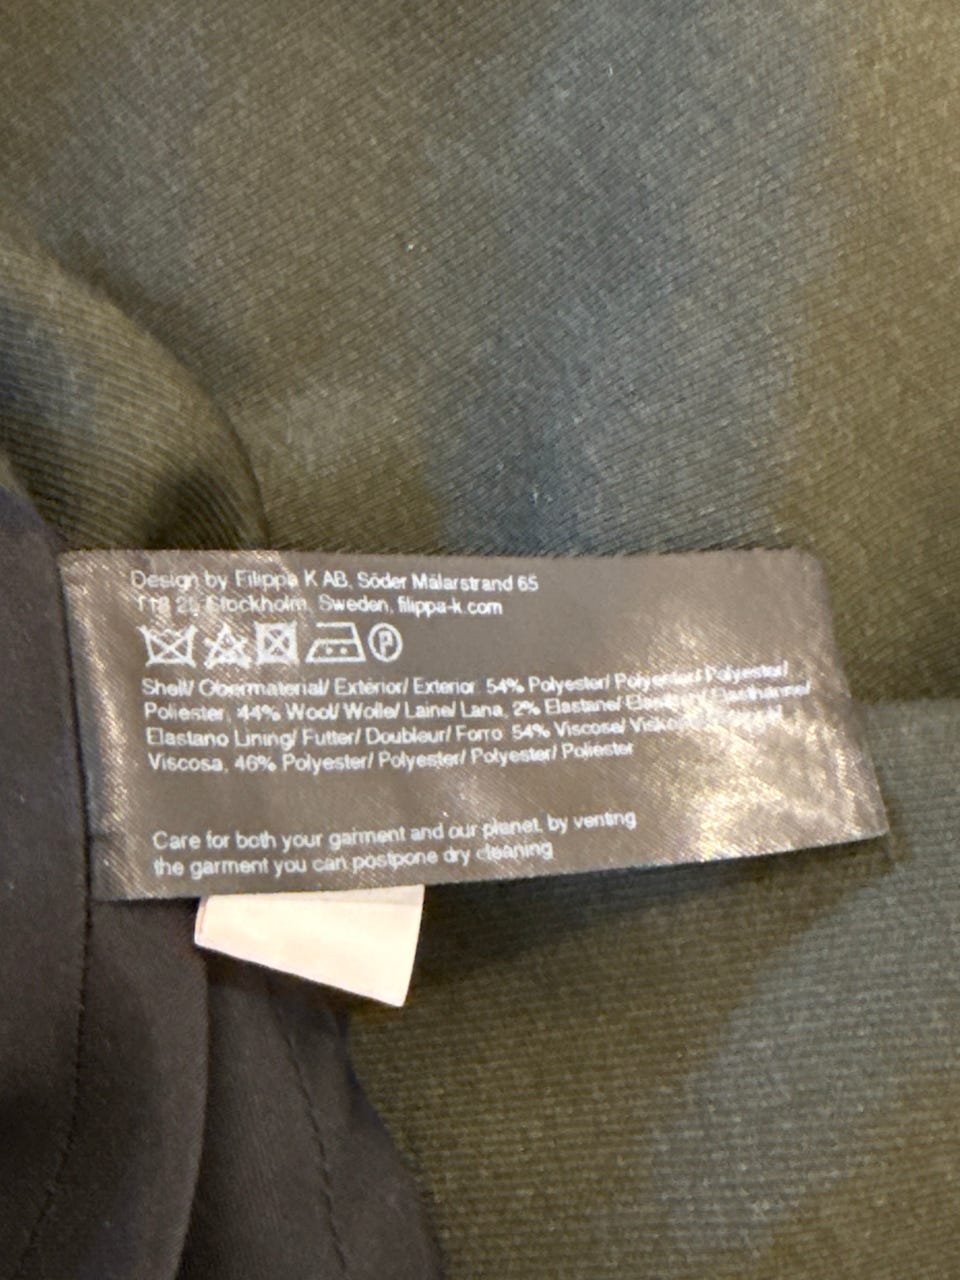 Design by Filippa K AB, Söder Mälarstrand 65
Stockholm, Sweden, filippa-k.com
P
Shell/ Obermaterial/ Extérior/ Exterior 54% Polyester/ Polyester/ Polyester/
Poliester, 44% Wool/ Wolle/ Laine/ Lana, 2% Elastane/
Elastano Lining/ Futter/ Doubleur/ Forro 54% Viscose/
Viscosa, 46% Polyester/ Polyester/ Polyester/ Poliester
Care for both your garment and our planet, by venting
the garment you can postpone dry cleaning